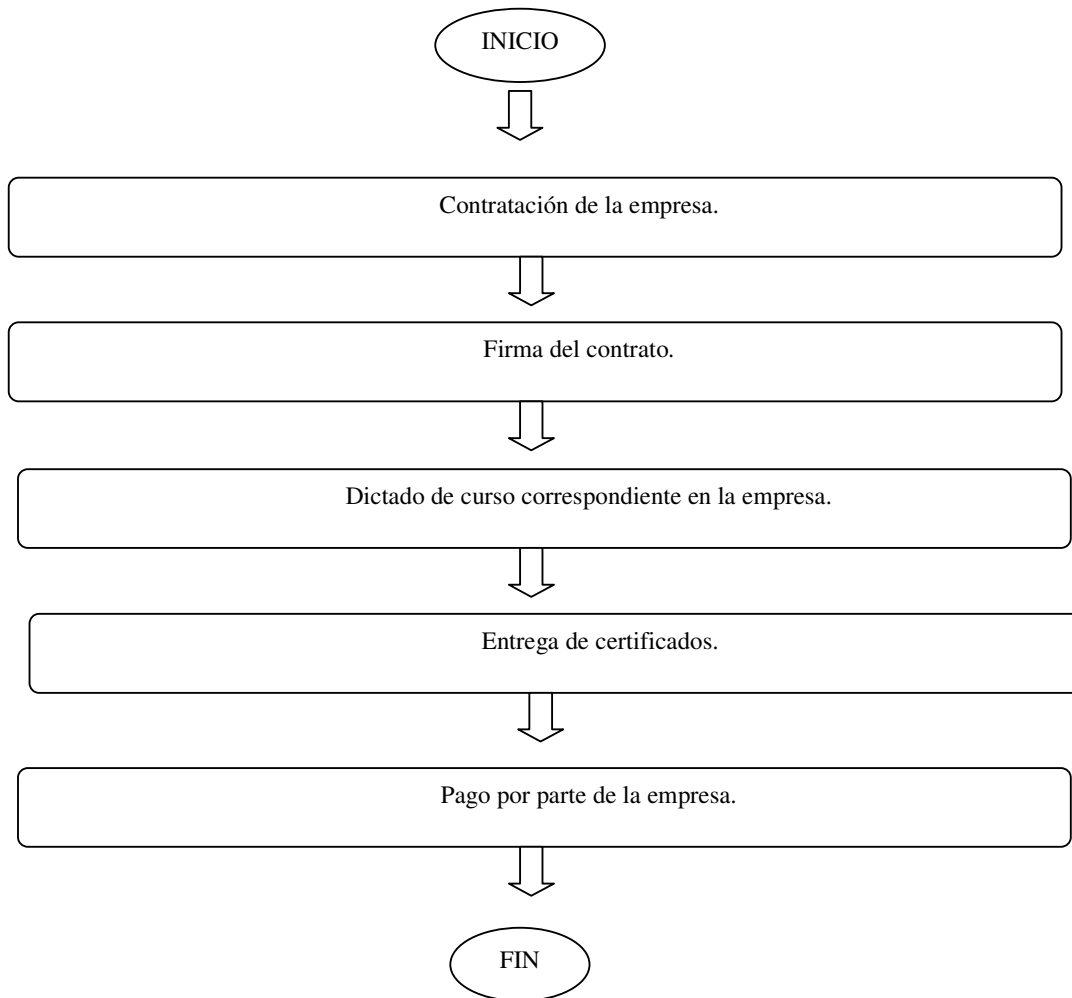 INICIO
Contratación de la empresa.
Firma del contrato.
Dictado de curso correspondiente en la empresa.
Entrega de certificados.
Pago por parte de la empresa.
FIN